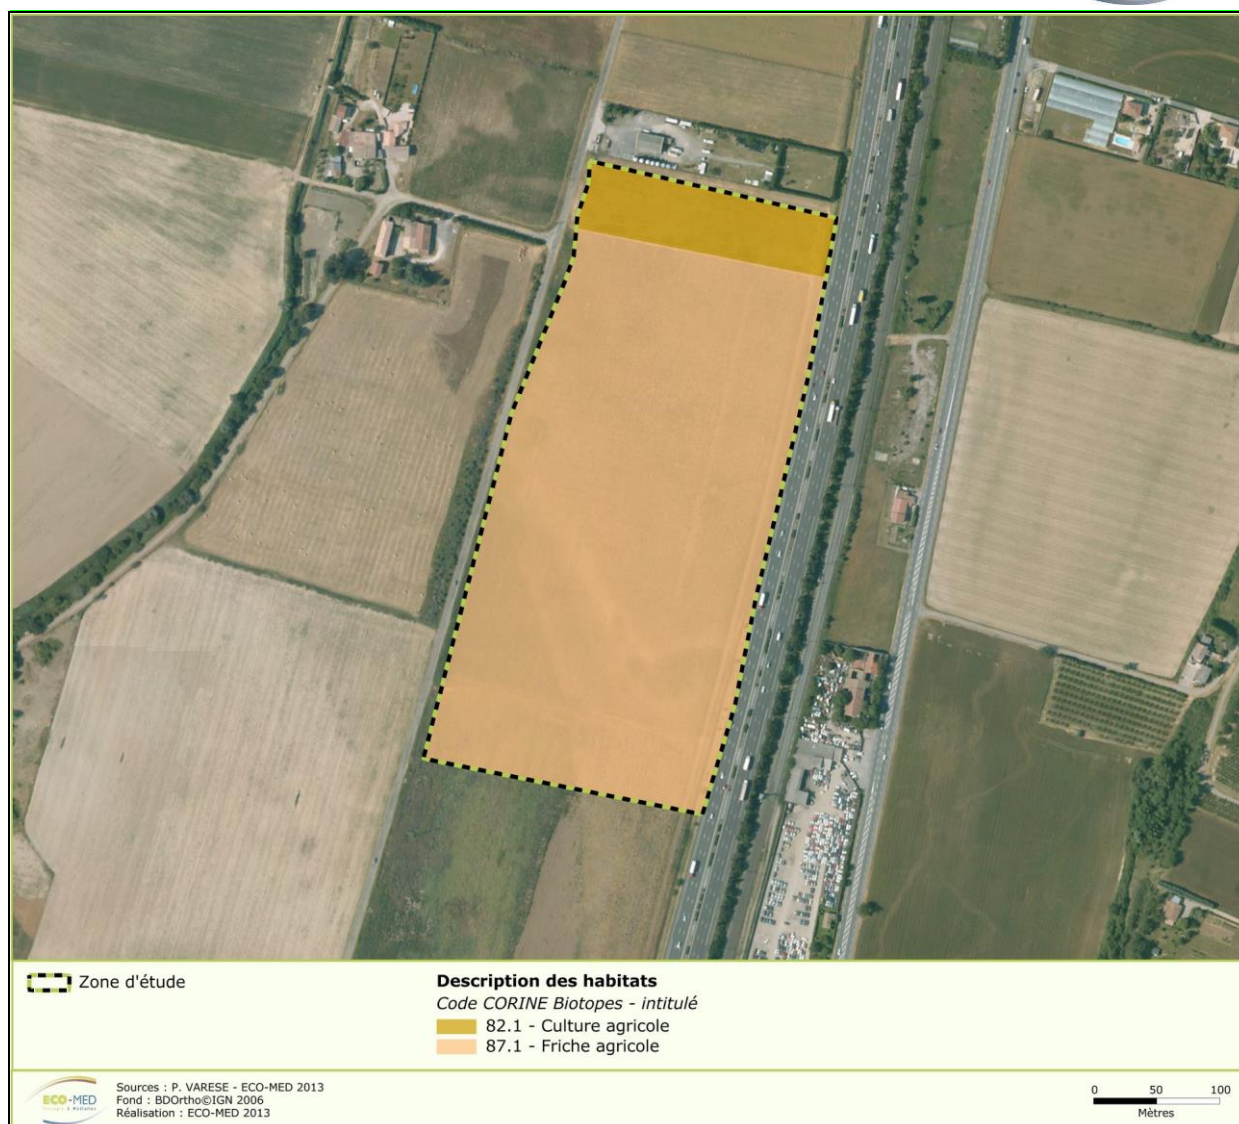 Zone d'étude
Description des habitats
Code CORINE Biotopes - intitulé
82.1 - Culture agricole
87.1 - Friche agricole
ECO-MED
Sources : P. VARESE - ECO-MED 2013
Fond : BDOrtho©IGN 2006
Réalisation : ECO-MED 2013
0 50 100
Mètres